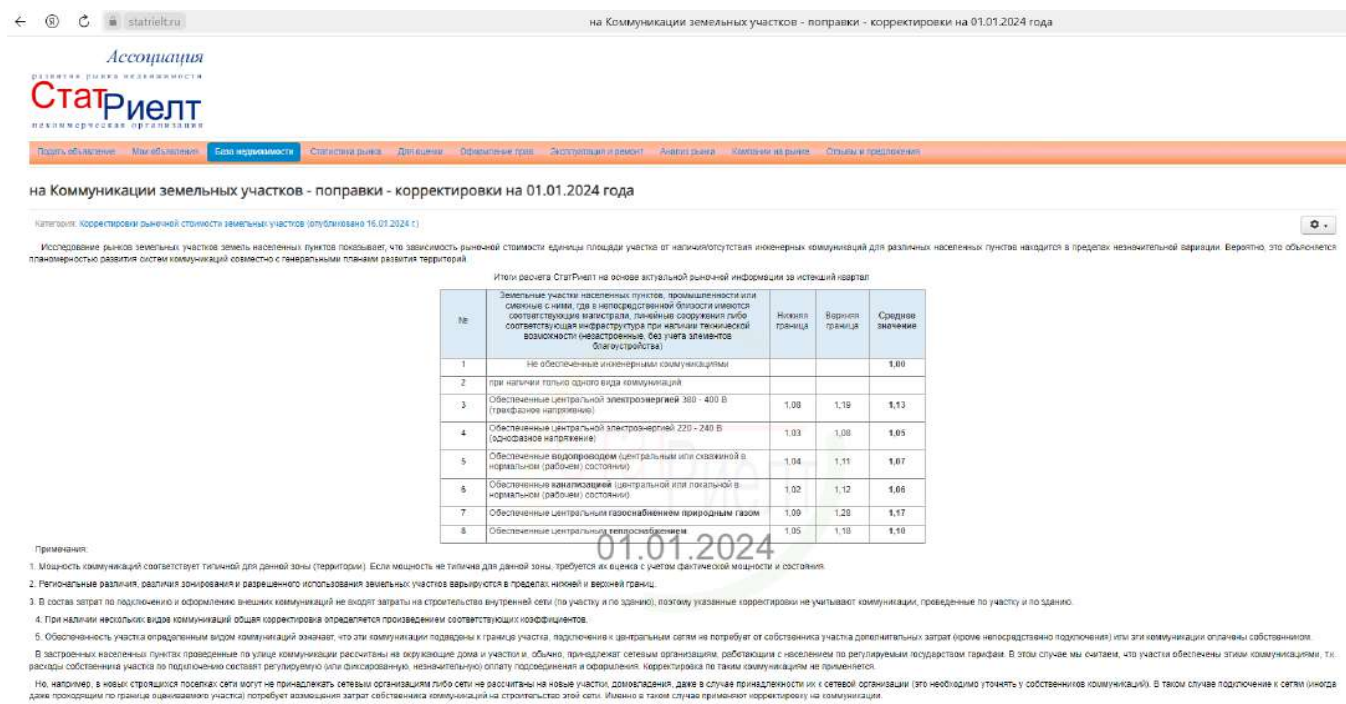 statrielt.ru
на Коммуникации земельных участков - поправки - корректировки на 01.01.2024 года
Ассоциация
развития рынка недвижимости
СтатРиелт
некоммерческая организация
Подать объявление Мои объявления База недвижимости Статистика рынка Для оценки Оформление прав Эксплуатация и ремонт Анализ рынка Компании на рынке Отзывы и предложения
на Коммуникации земельных участков - поправки - корректировки на 01.01.2024 года
Категория: Корректировки рыночной стоимости земельных участков (опубликовано 16.01.2024 г.)
Исследование рынков земельных участков земель населенных пунктов показывает, что зависимость рыночной стоимости единицы площади участка от наличия/отсутствия инженерных коммуникаций для различных населенных пунктов находится в пределах незначительной вариации. Вероятно, это объясняется
планомерностью развития систем коммуникаций совместно с генеральными планами развития территорий.
Итоги расчета СтатРиелт на основе актуальной рыночной информации за истекший квартал
№
Земельные участки населенных пунктов, промышленности или
смежные с ними, где в непосредственной близости имеются
соответствующие магистрали, линейные сооружения либо
соответствующая инфраструктура при наличии технической
возможности (незастроенные, без учета элементов
благоустройства)
Нижняя граница
Верхняя граница
Среднее значение
1 Не обеспеченные инженерными коммуникациями 1,00
2 при наличии только одного вида коммуникаций
3 Обеспеченные центральной электроэнергией 380 - 400 В
(трехфазное напряжение) 1,08 1,19 1,13
4 Обеспеченные центральной электроэнергией 220 - 240 В
(однофазное напряжение) 1,03 1,08 1,05
5 Обеспеченные водопроводом (центральным или скважиной в
нормальном (рабочем) состоянии) 1,04 1,11 1,07
6 Обеспеченные канализацией (центральной или локальной в
нормальном (рабочем) состоянии) 1,02 1,12 1,06
7 Обеспеченные центральным газоснабжением природным газом 1,09 1,28 1,17
8 Обеспеченные центральным теплоснабжением 1,05 1,18 1,10
01.01.2024
Примечания:
1. Мощность коммуникаций соответствует типичной для данной зоны (территории). Если мощность не типична для данной зоны, требуется их оценка с учетом фактической мощности и состояния.
2. Региональные различия, различия зонирования и разрешенного использования земельных участков варьируются в пределах нижней и верхней границ.
3. В состав затрат по подключению и оформлению внешних коммуникаций не входят затраты на строительство внутренней сети (по участку и по зданию), поэтому указанные корректировки не учитывают коммуникации, проведенные по участку и по зданию.
4. При наличии нескольких видов коммуникаций общая корректировка определяется произведением соответствующих коэффициентов.
5. Обеспеченность участка определенным видом коммуникаций означает, что эти коммуникации подведены к границе участка, подключение к центральным сетям не потребует от собственника участка дополнительных затрат (кроме непосредственно подключения) или эти коммуникации оплачены собственником.
В застроенных населенных пунктах проведенные по улице коммуникации рассчитаны на окружающие дома и участки и, обычно, принадлежат сетевым организациям, работающим с населением по регулируемым государством тарифам. В этом случае мы считаем, что участки обеспечены этими коммуникациями, т.к.
расходы собственника участка по подключению составят регулируемую (или фиксированную, незначительную) оплату подсоединения и оформления. Корректировка по таким коммуникациям не применяется.
Но, например, в новых строящихся поселках сети могут не принадлежать сетевым организациям либо сети не рассчитаны на новые участки, домовладения, даже в случае принадлежности их к сетевой организации (это необходимо уточнять у собственников коммуникаций). В таком случае подключение к сетям (иногда
даже проходящим по границе оцениваемого участка) потребует возмещения затрат собственника коммуникаций на строительство этой сети. Именно в таком случае применяют корректировку на коммуникации.